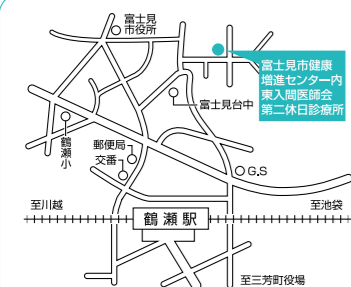 富士見
市役所
富士見市健康
増進センター内
東入間医師会
第二休日診療所
富士見台中
鶴瀬小
郵便局
交番
G.S
至川越
鶴瀬駅
至池袋
至三芳町役場